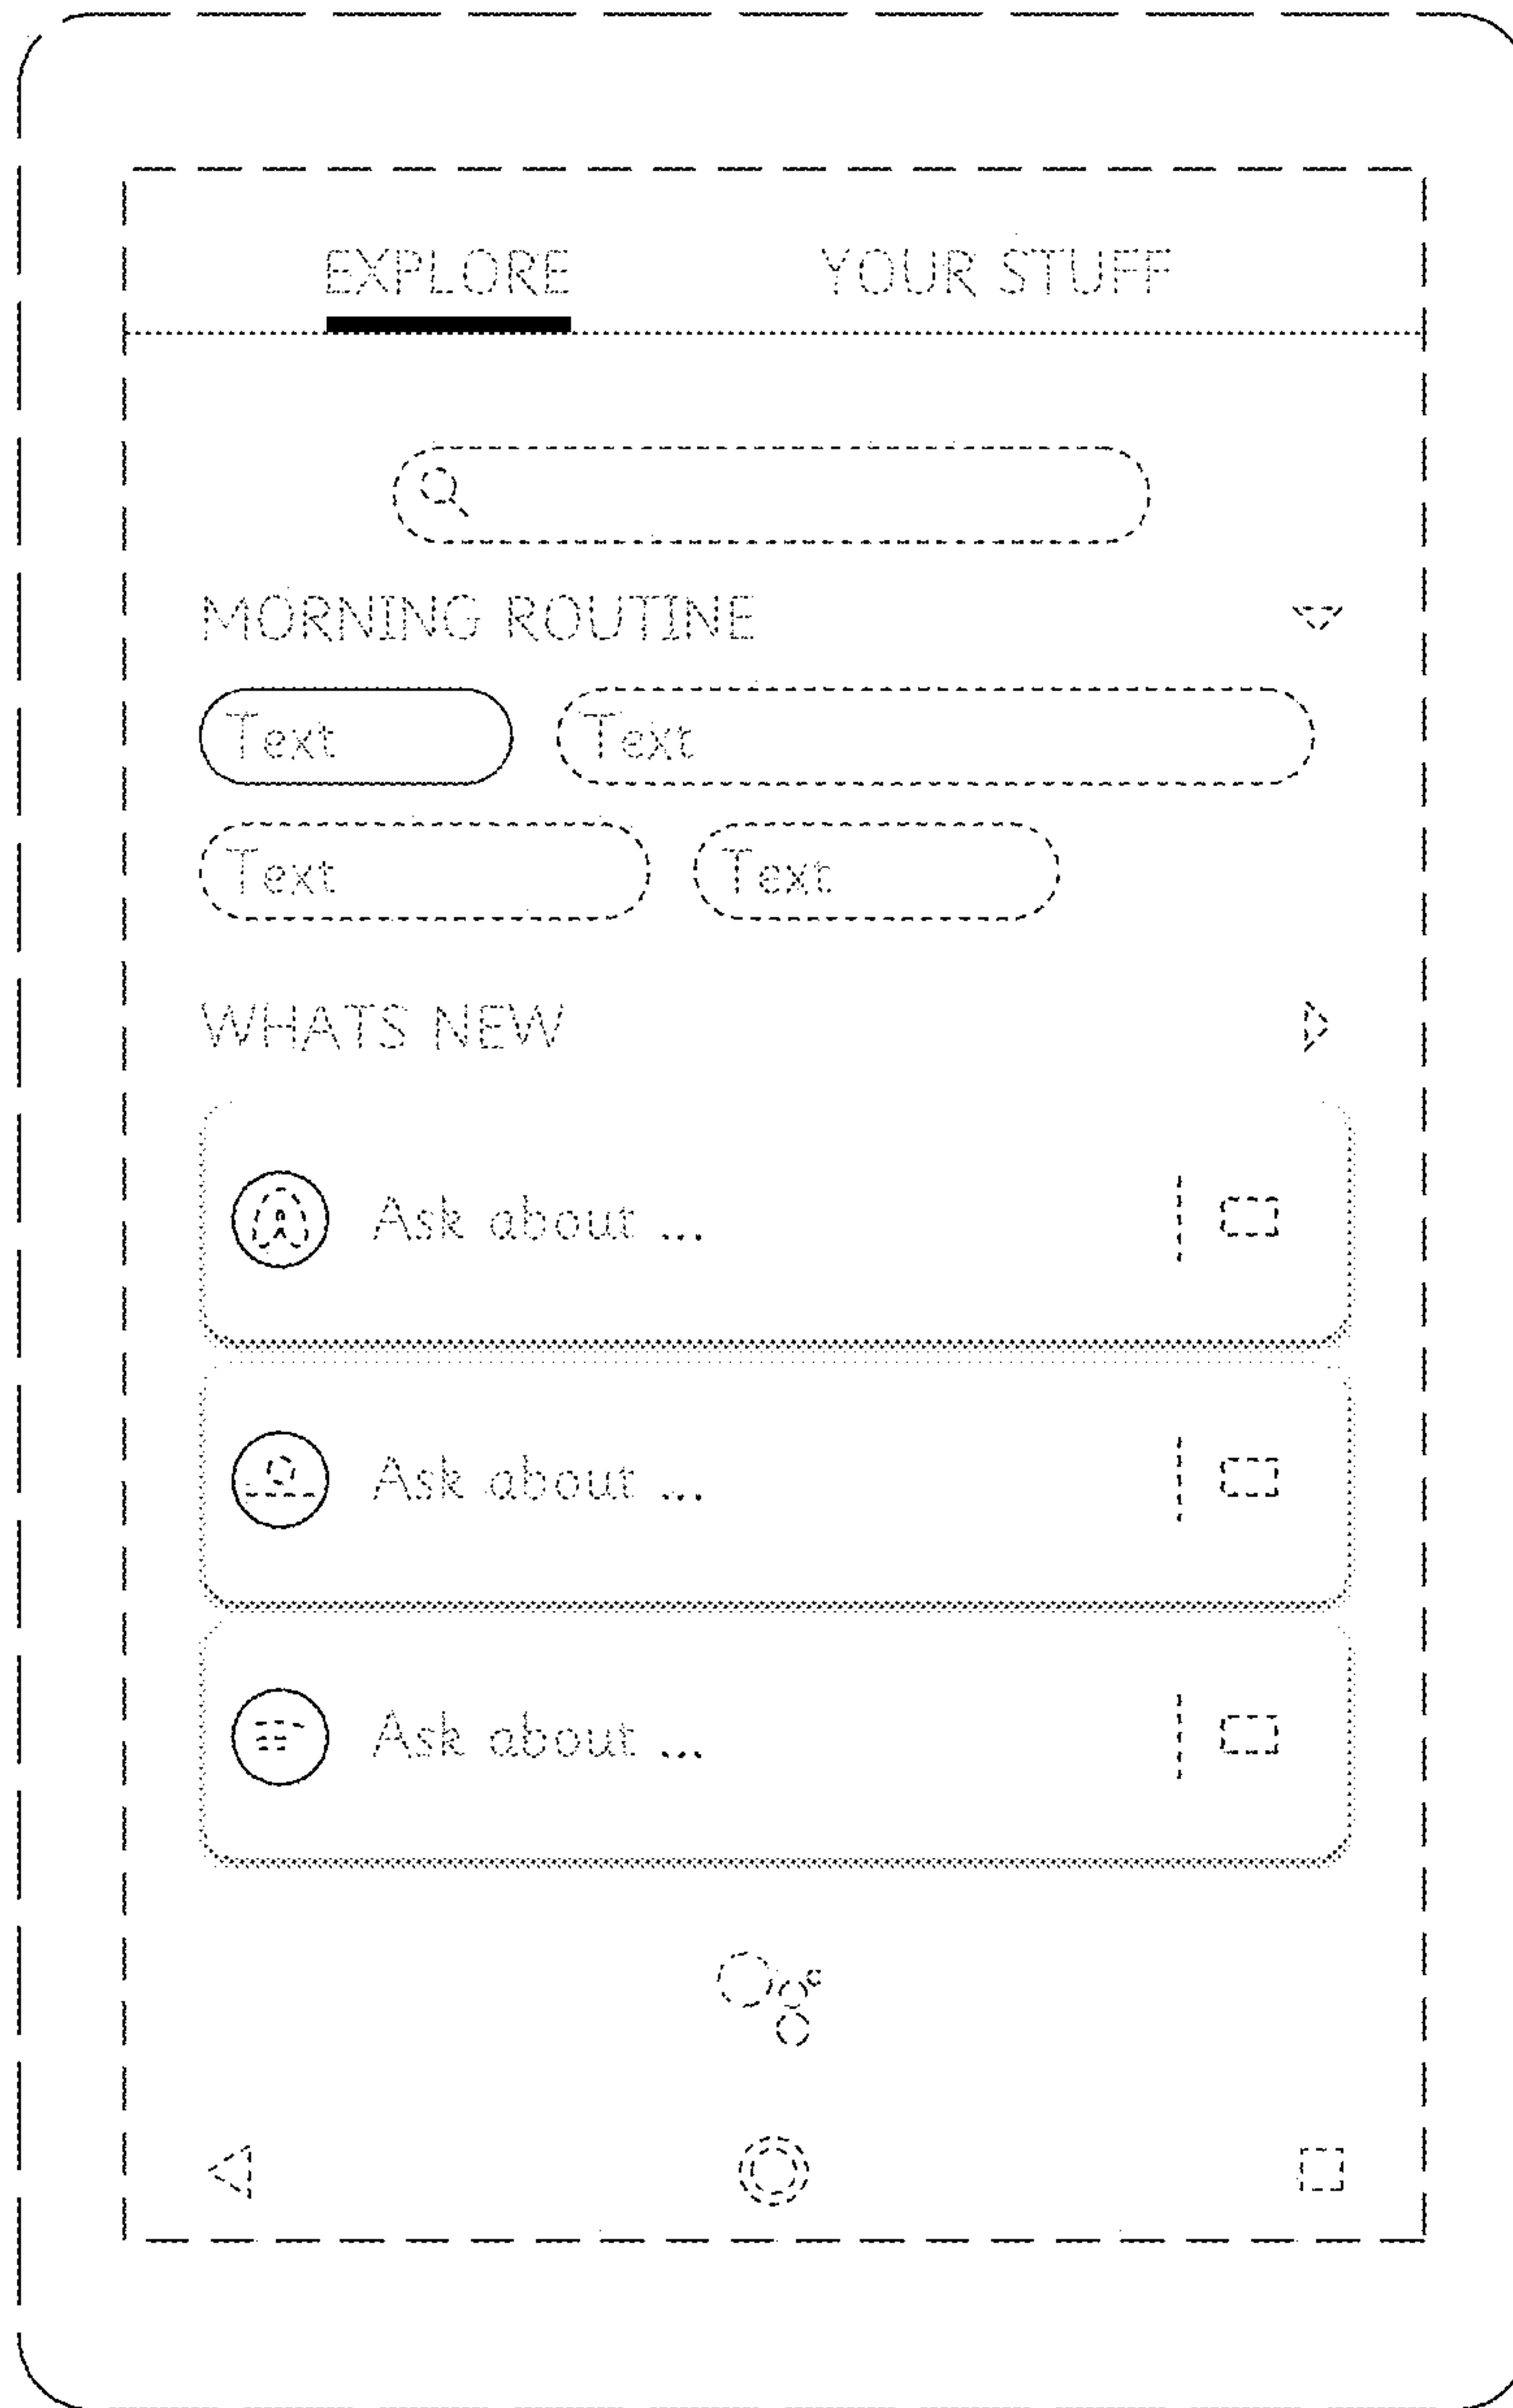 EXPLORE YOUR STUFF
MORNING ROUTINE
Text Text
Text Text
WHATS NEW
Ask about ...
Ask about ...
Ask about ...